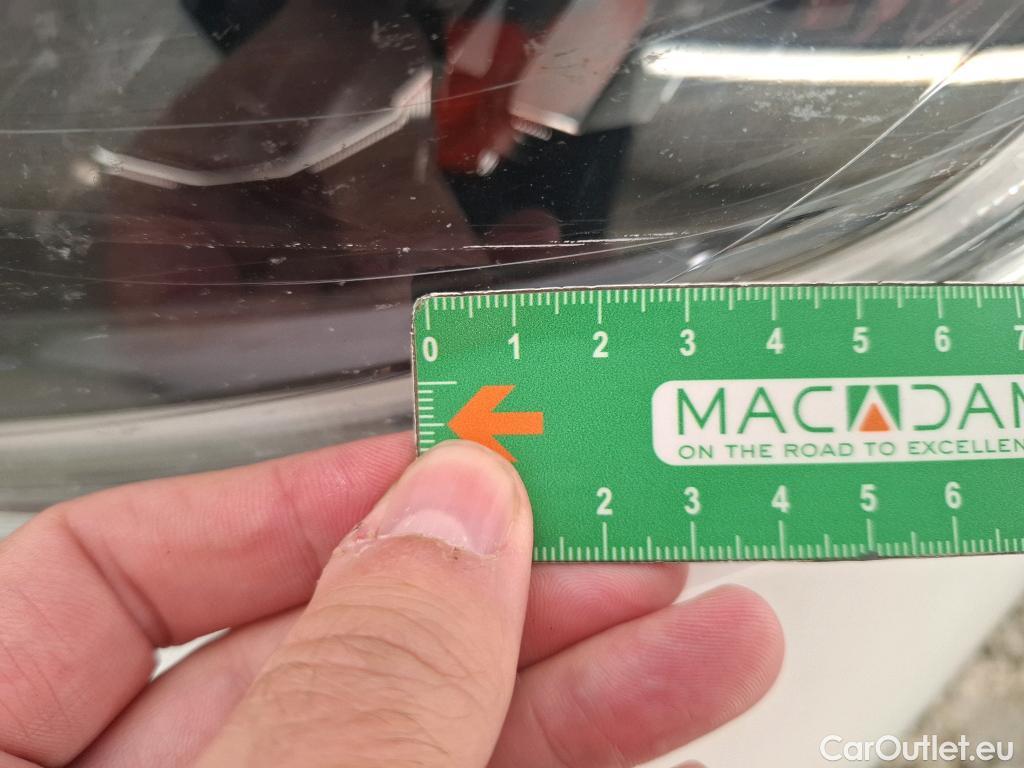 0 1 2 3 4 5 6 7
MACADAM
ON THE ROAD TO EXCELLEN
2 3 4 5 6
CarOutlet.eu